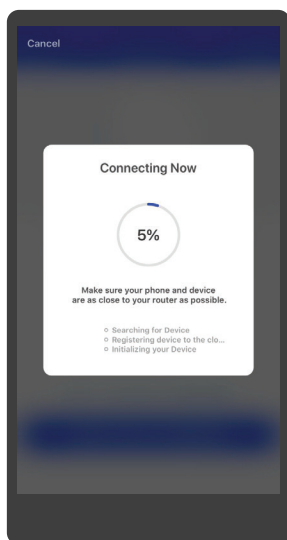 Cancel
Connecting Now
5%
Make sure your phone and device
are as close to your router as possible.
Searching for Device
Registering device to the clo...
Initializing your Device